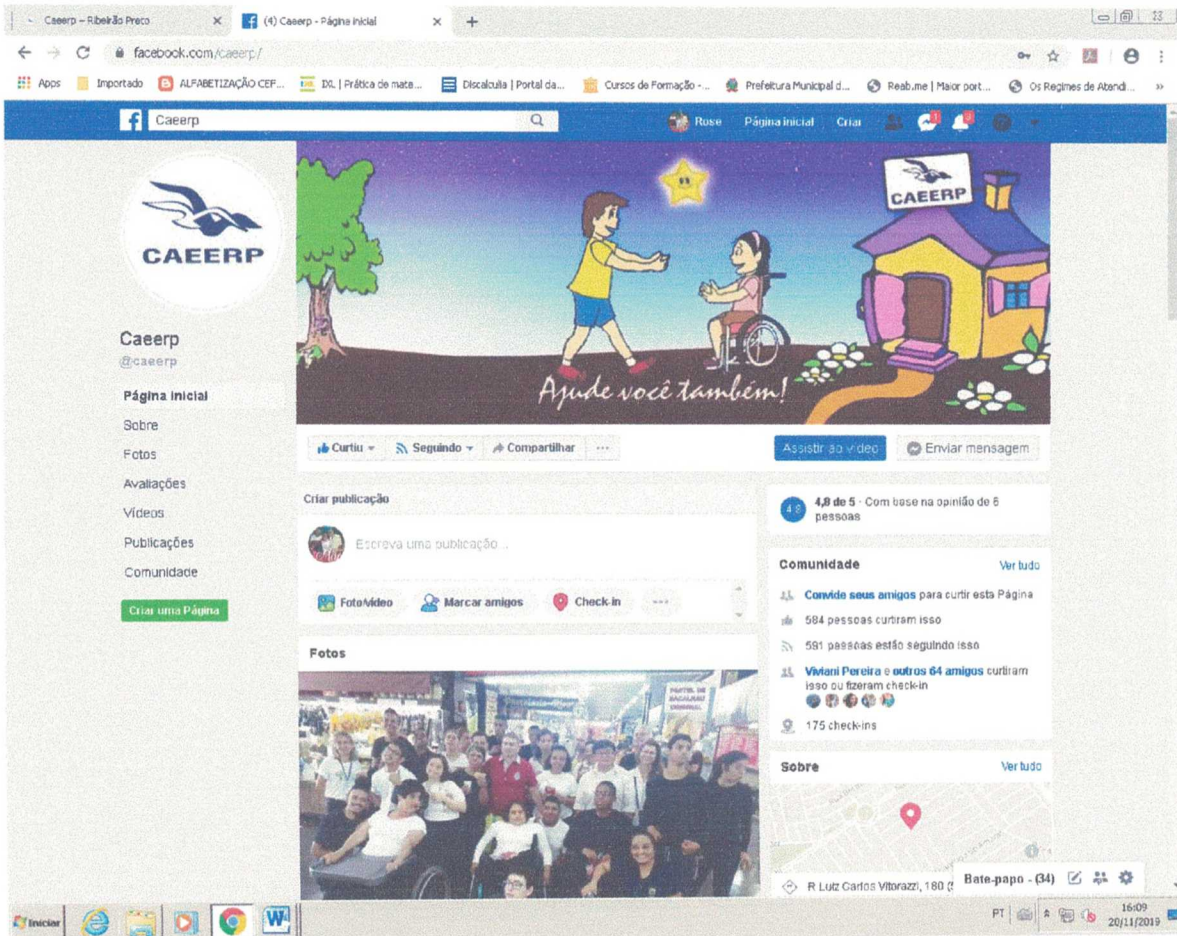 Caeerp – Ribeirão Preto
(4) Caeerp - Página inicial
facebook.com/caeerp/
Apps
Importado
ALFABETIZAÇÃO CEF...
IXL | Prática de mate...
Discalculia | Portal da...
Cursos de Formação -...
Prefeitura Municipal d...
Reab.me | Maior port...
Os Regimes de Atendi...
Caeerp
Rose
Página inicial
Criar
CAEERP
CAEERP
Ajude você também!
Caeerp
@caeerp
Página inicial
Sobre
Fotos
Avaliações
Vídeos
Publicações
Comunidade
Criar uma Página
Curtiu
Seguindo
Compartilhar
Assistir ao vídeo
Enviar mensagem
Criar publicação
Escreva uma publicação...
Foto/vídeo
Marcar amigos
Check-in
Fotos
PASTEL DE
BACALHAU
4,8
4,8 de 5 · Com base na opinião de 6
pessoas
Comunidade
Ver tudo
Convide seus amigos para curtir esta Página
584 pessoas curtiram isso
591 pessoas estão seguindo isso
Viviani Pereira e outros 64 amigos curtiram
isso ou fizeram check-in
175 check-ins
Sobre
Ver tudo
R Luiz Carlos Vitorazzi, 180
Bate-papo - (34)
Iniciar
PT
16:09
20/11/2019